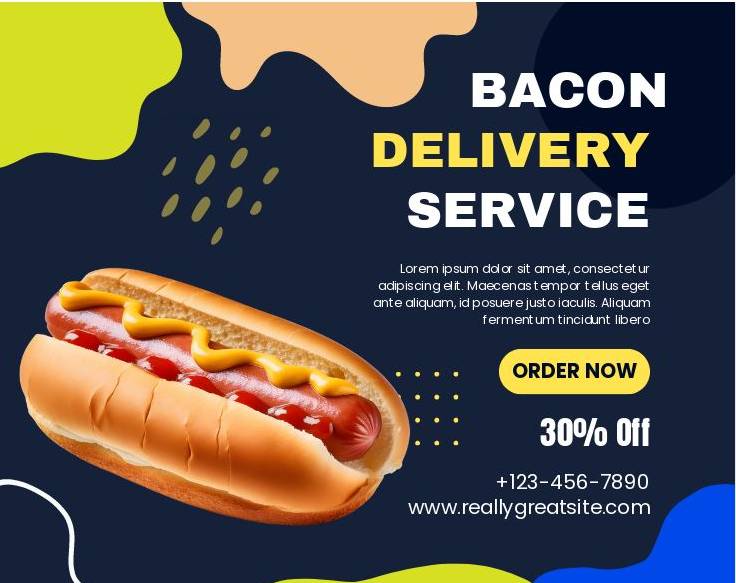 BACON
DELIVERY
SERVICE
Lorem ipsum dolor sit amet, consectetur
adipiscing elit. Maecenas tempor tellus eget
ante aliquam, id posuere justo iaculis. Aliquam
fermentum tincidunt libero
ORDER NOW
30% Off
+123-456-7890
www.reallygreatsite.com